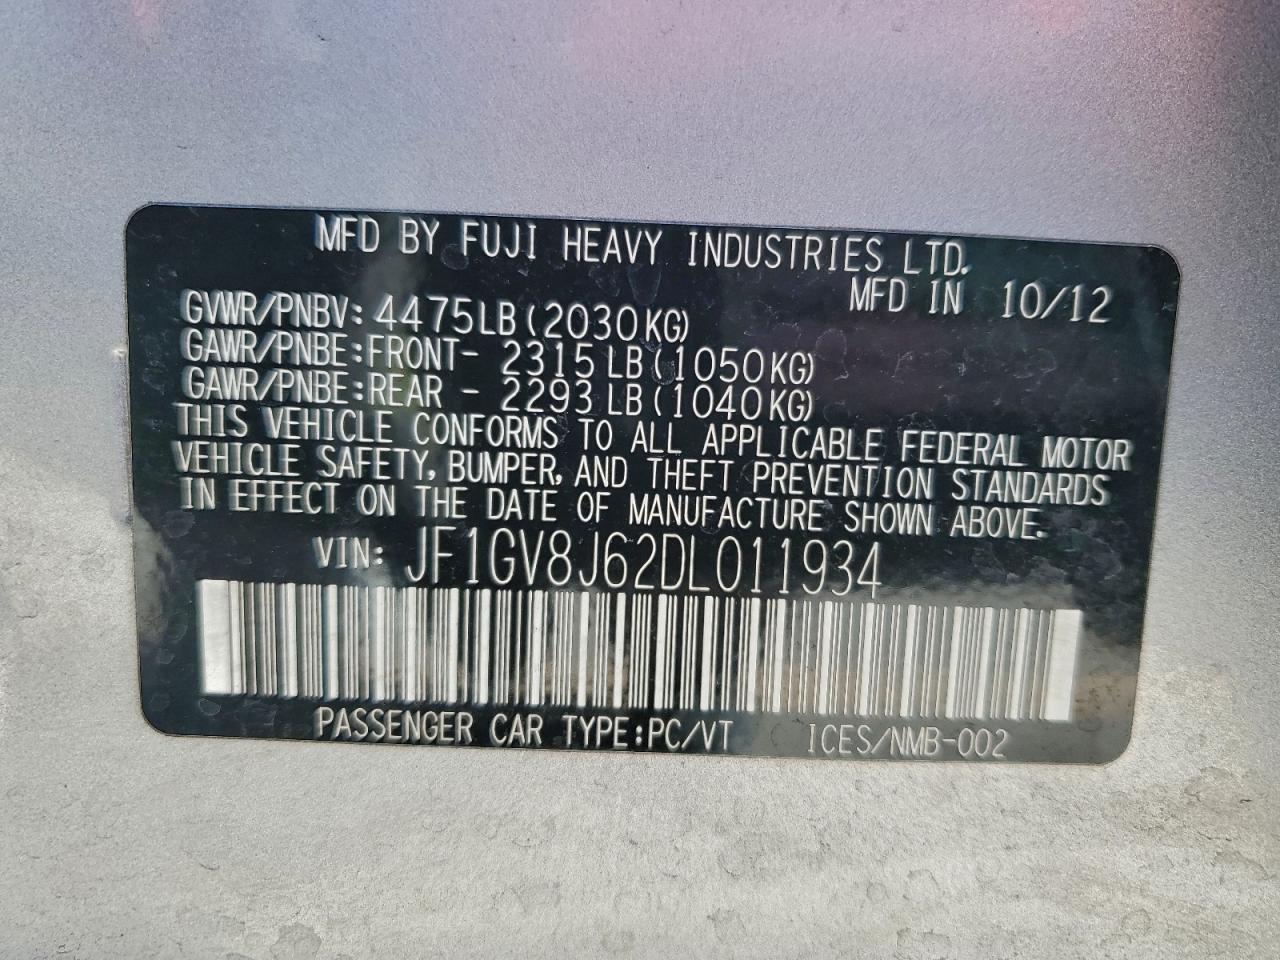 MFD BY FUJI HEAVY INDUSTRIES LTD.
MFD IN 10/12
GVWR/PNBV: 4475LB(2030KG)
GAWR/PNBE:FRONT- 2315LB(1050KG)
GAWR/PNBE:REAR - 2293LB(1040KG)
THIS VEHICLE CONFORMS TO ALL APPLICABLE FEDERAL MOTOR
VEHICLE SAFETY, BUMPER, AND THEFT PREVENTION STANDARDS
IN EFFECT ON THE DATE OF MANUFACTURE SHOWN ABOVE.
VIN: JF1GV8J62DL011934
PASSENGER CAR TYPE:PC/VT ICES/NMB-002